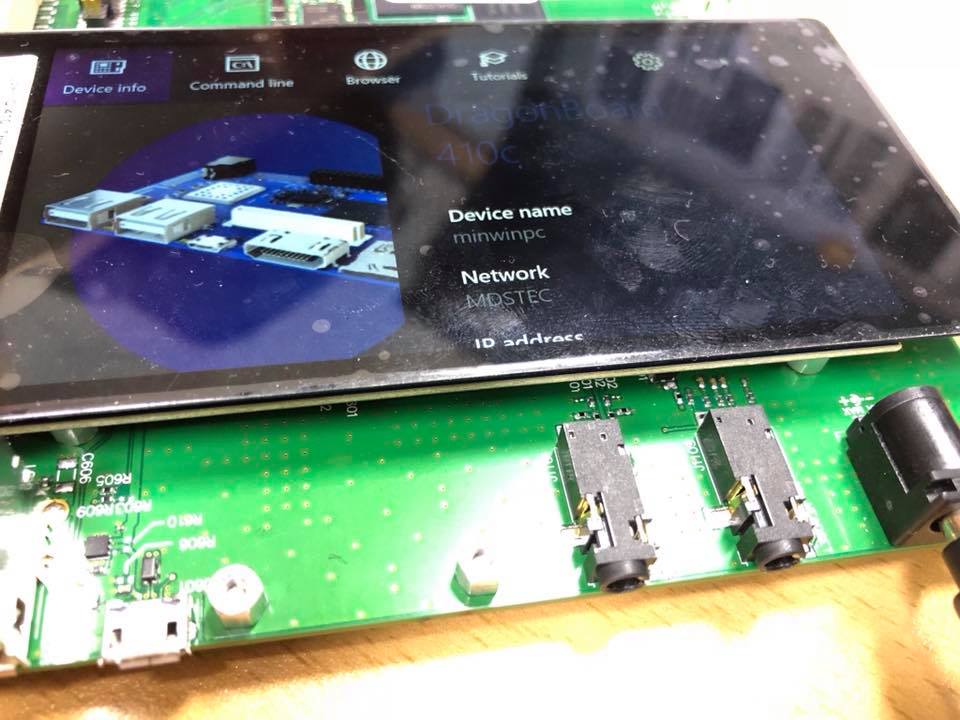 Device info
Command line
Browser
Tutorials
DragonBoard
410c
Device name
minwinpc
Network
MDSTEC
IP address
C606
R605
R603
R609
R610
R608